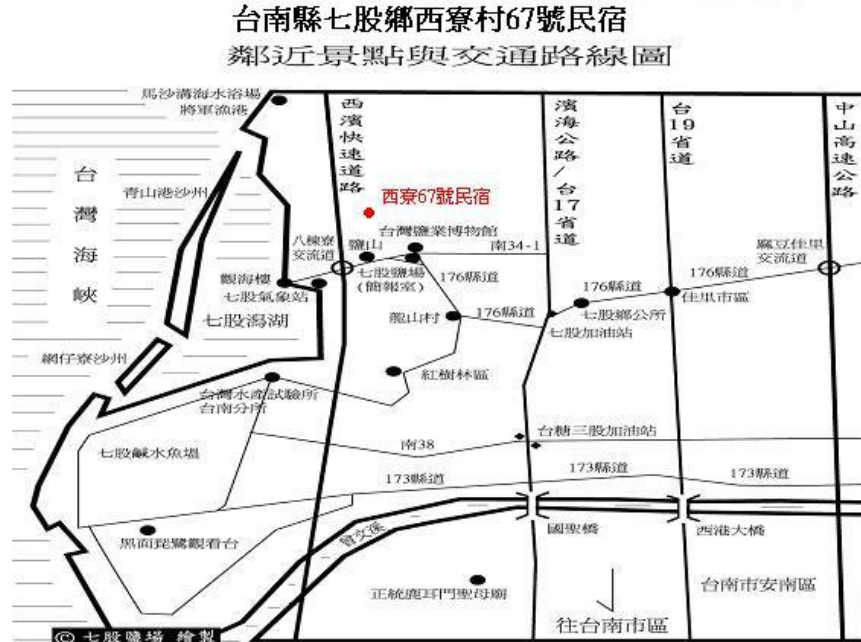 台南縣七股鄉西寮村67號民宿
鄰近景點與交通路線圖
馬沙溝海水浴場
將軍漁港
西濱快速道路
濱海公路/台17省道
台19省道
中山高速公路
台灣海峽
青山港沙州
西寮67號民宿
八棟寮
交流道
鹽山
台灣鹽業博物館
南34-1
麻豆佳里
交流道
觀海樓
七股氣象站
七股鹽場
(簡報室)
176縣道
176縣道
176縣道
176縣道
七股潟湖
龍山村
七股加油站
七股鄉公所
佳里市區
網仔寮沙州
台灣水產試驗所
台南分所
紅樹林區
七股鹹水魚塭
南38
台糖三股加油站
173縣道
173縣道
173縣道
黑面琵鷺觀看台
曾文溪
國聖橋
西港大橋
正統鹿耳門聖母廟
台南市安南區
往台南市區
© 七股鹽場 繪製